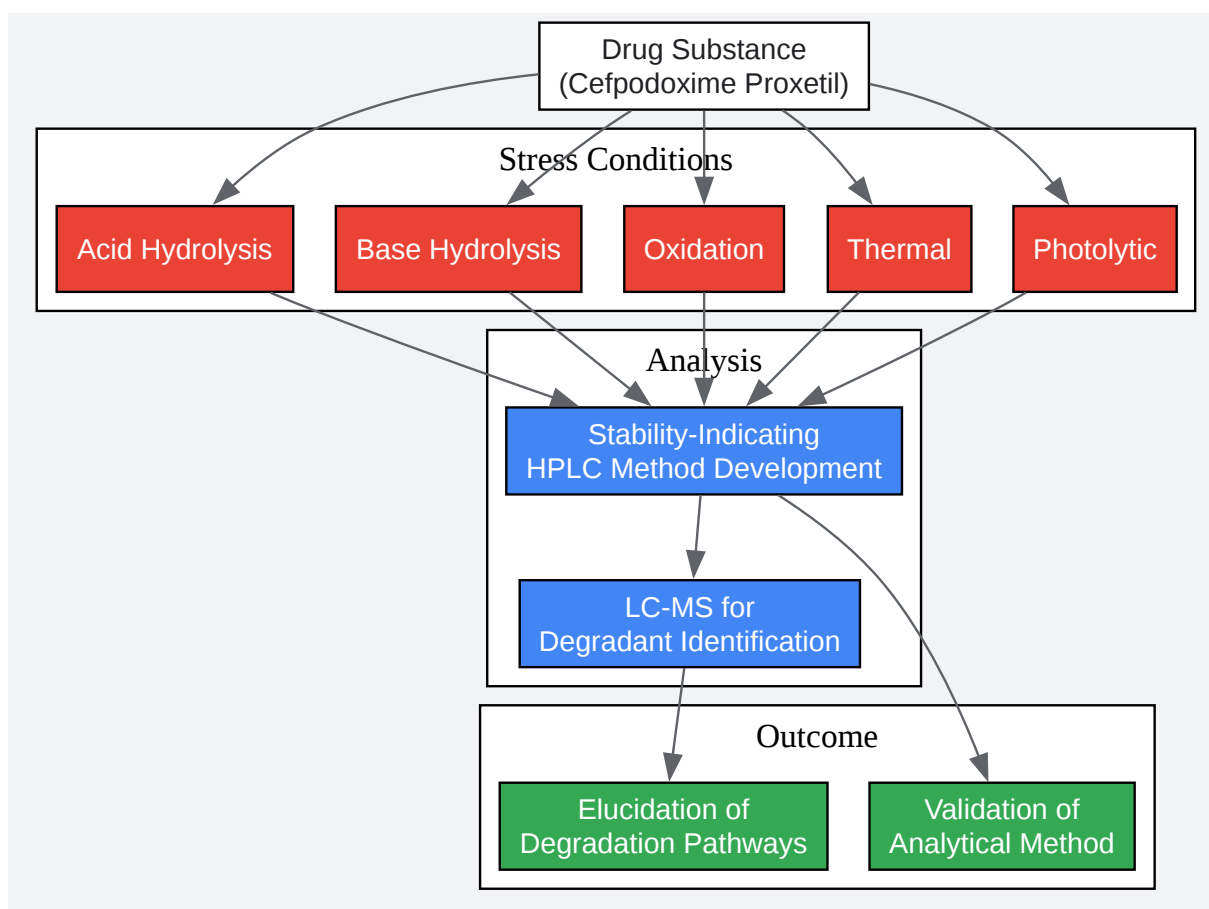 Drug Substance
(Cefpodoxime Proxetil)
Stress Conditions
Acid Hydrolysis
Base Hydrolysis
Oxidation
Thermal
Photolytic
Analysis
Stability-Indicating
HPLC Method Development
LC-MS for
Degradant Identification
Outcome
Elucidation of
Degradation Pathways
Validation of
Analytical Method